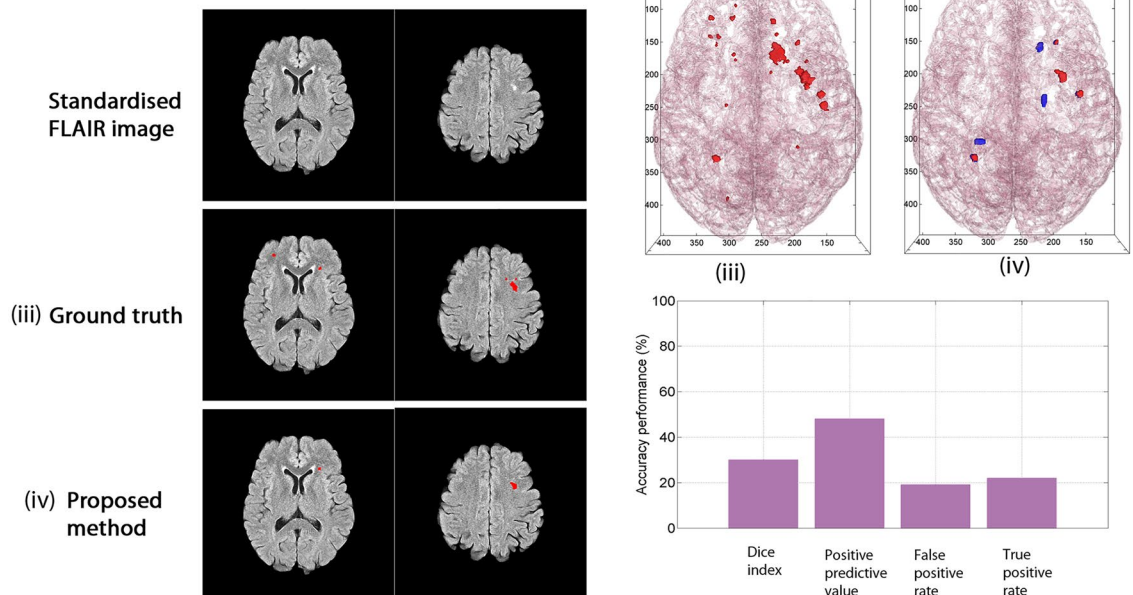 Standardised
FLAIR image
(iii) Ground truth
(iv) Proposed
method
100
150
200
250
300
350
400
400
350
300
250
200
150
(iii)
100
150
200
250
300
350
400
400
350
300
250
200
150
(iv)
Accuracy performance (%)
100
80
60
40
20
0
Dice
index
Positive
predictive
value
False
positive
rate
True
positive
rate